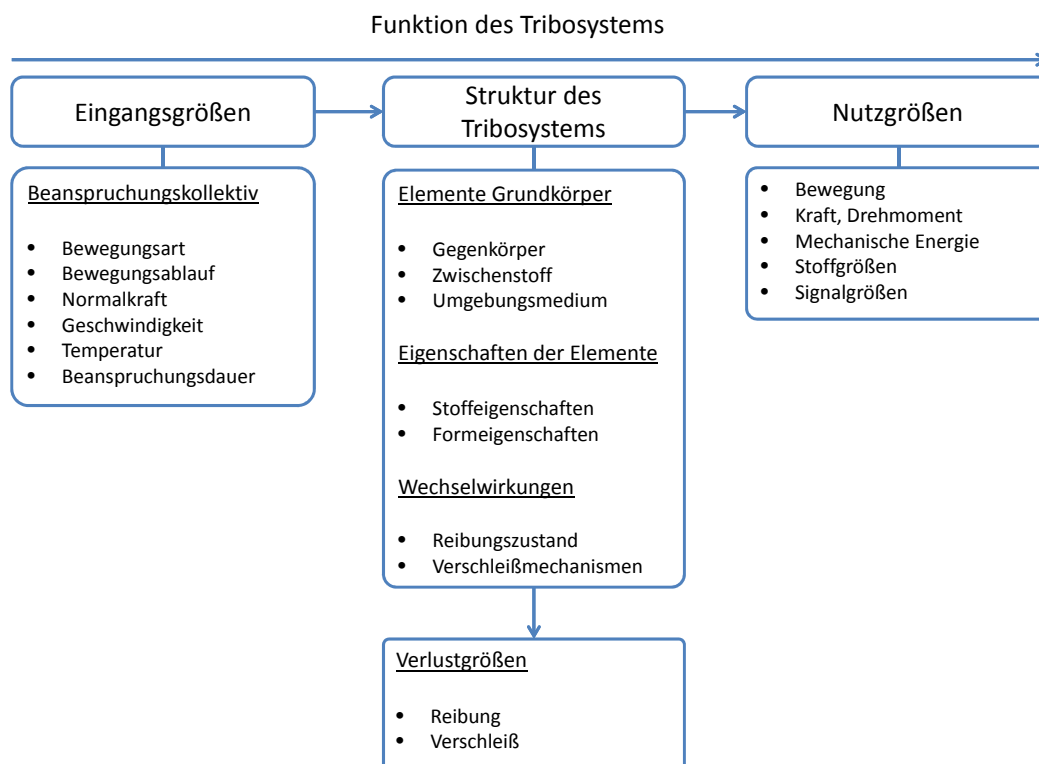 Funktion des Tribosystems
Eingangsgrößen
Struktur des
Tribosystems
Nutzgrößen
Beanspruchungskollektiv
• Bewegungsart
• Bewegungsablauf
• Normalkraft
• Geschwindigkeit
• Temperatur
• Beanspruchungsdauer
Elemente Grundkörper
• Gegenkörper
• Zwischenstoff
• Umgebungsmedium
Eigenschaften der Elemente
• Stoffeigenschaften
• Formeigenschaften
Wechselwirkungen
• Reibungszustand
• Verschleißmechanismen
• Bewegung
• Kraft, Drehmoment
• Mechanische Energie
• Stoffgrößen
• Signalgrößen
Verlustgrößen
• Reibung
• Verschleiß